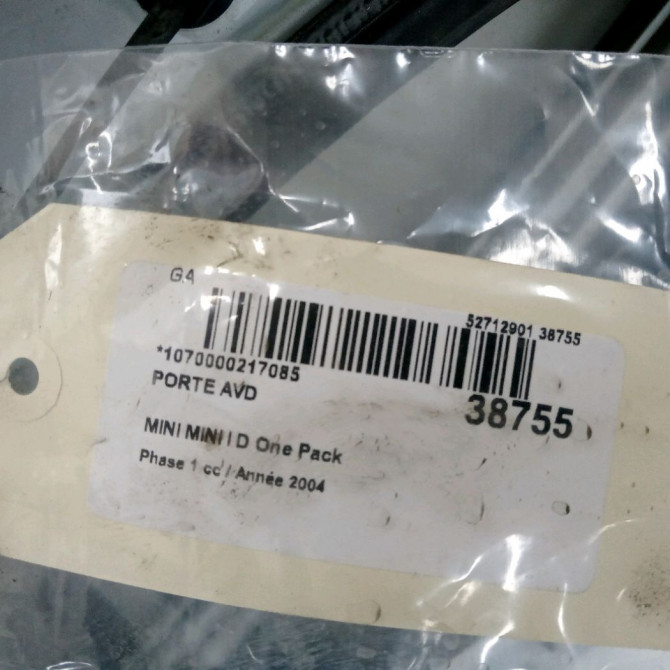 GA
52712901 38755
*1070000217085
PORTE AVD
38755
MINI MINI I D One Pack
Phase 1 cc / Année 2004